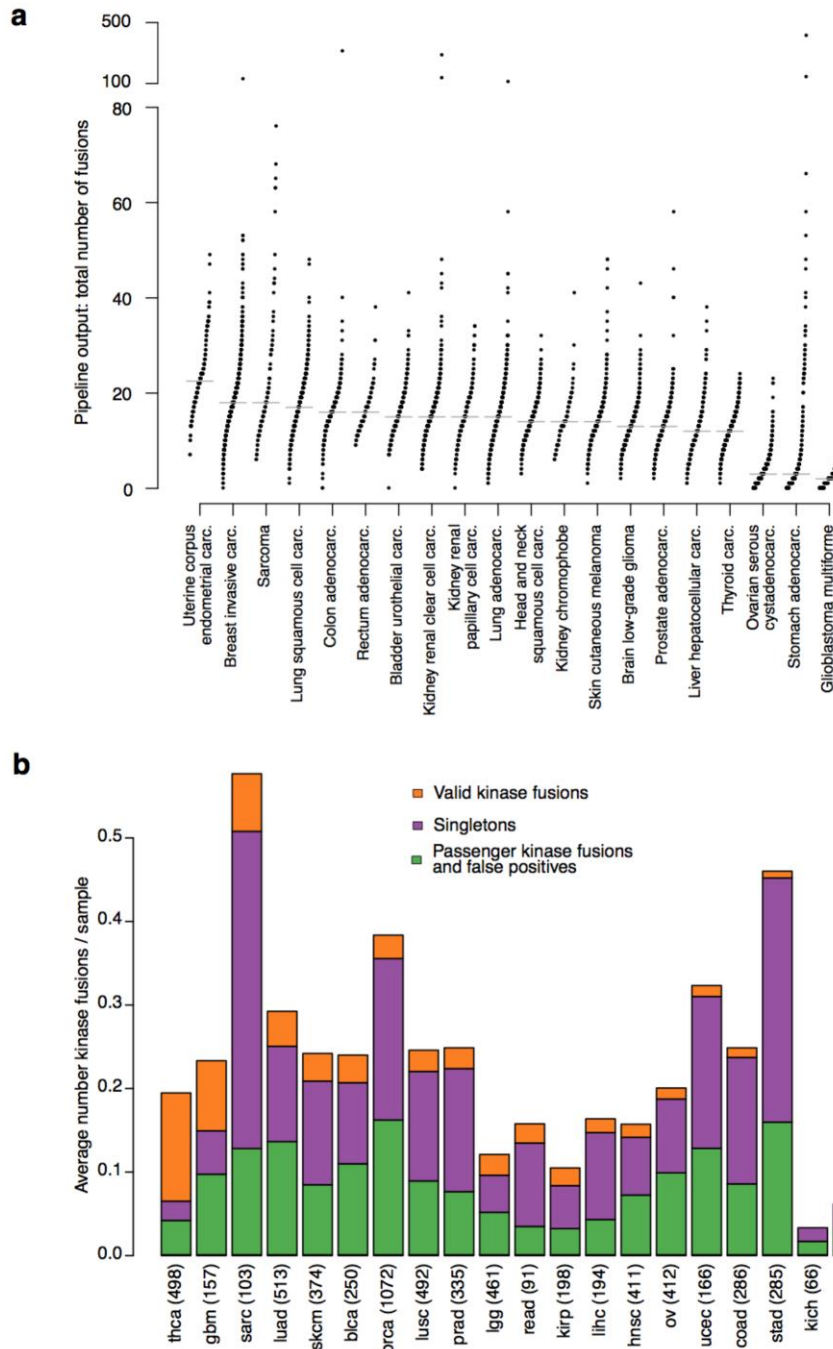 a
500
100
80
60
40
20
0
Pipeline output: total number of fusions
Uterine corpus
endometrial carc.
Breast invasive carc.
Sarcoma
Lung squamous cell carc.
Colon adenocarc.
Rectum adenocarc.
Bladder urothelial carc.
Kidney renal clear cell carc.
Kidney renal
papillary cell carc.
Lung adenocarc.
Head and neck
squamous cell carc.
Kidney chromophobe
Skin cutaneous melanoma
Brain low-grade glioma
Prostate adenocarc.
Liver hepatocellular carc.
Thyroid carc.
Ovarian serous
cystadenocarc.
Stomach adenocarc.
Glioblastoma multiforme
b
Valid kinase fusions
Singletons
Passenger kinase fusions
and false positives
0.5
0.4
0.3
0.2
0.1
0.0
Average number kinase fusions / sample
thca (498)
gbm (157)
sarc (103)
luad (513)
skcm (374)
blca (250)
brca (1072)
lusc (492)
prad (335)
lgg (461)
read (91)
kirp (198)
lihc (194)
hnsc (411)
ov (412)
ucec (166)
coad (286)
stad (285)
kich (66)